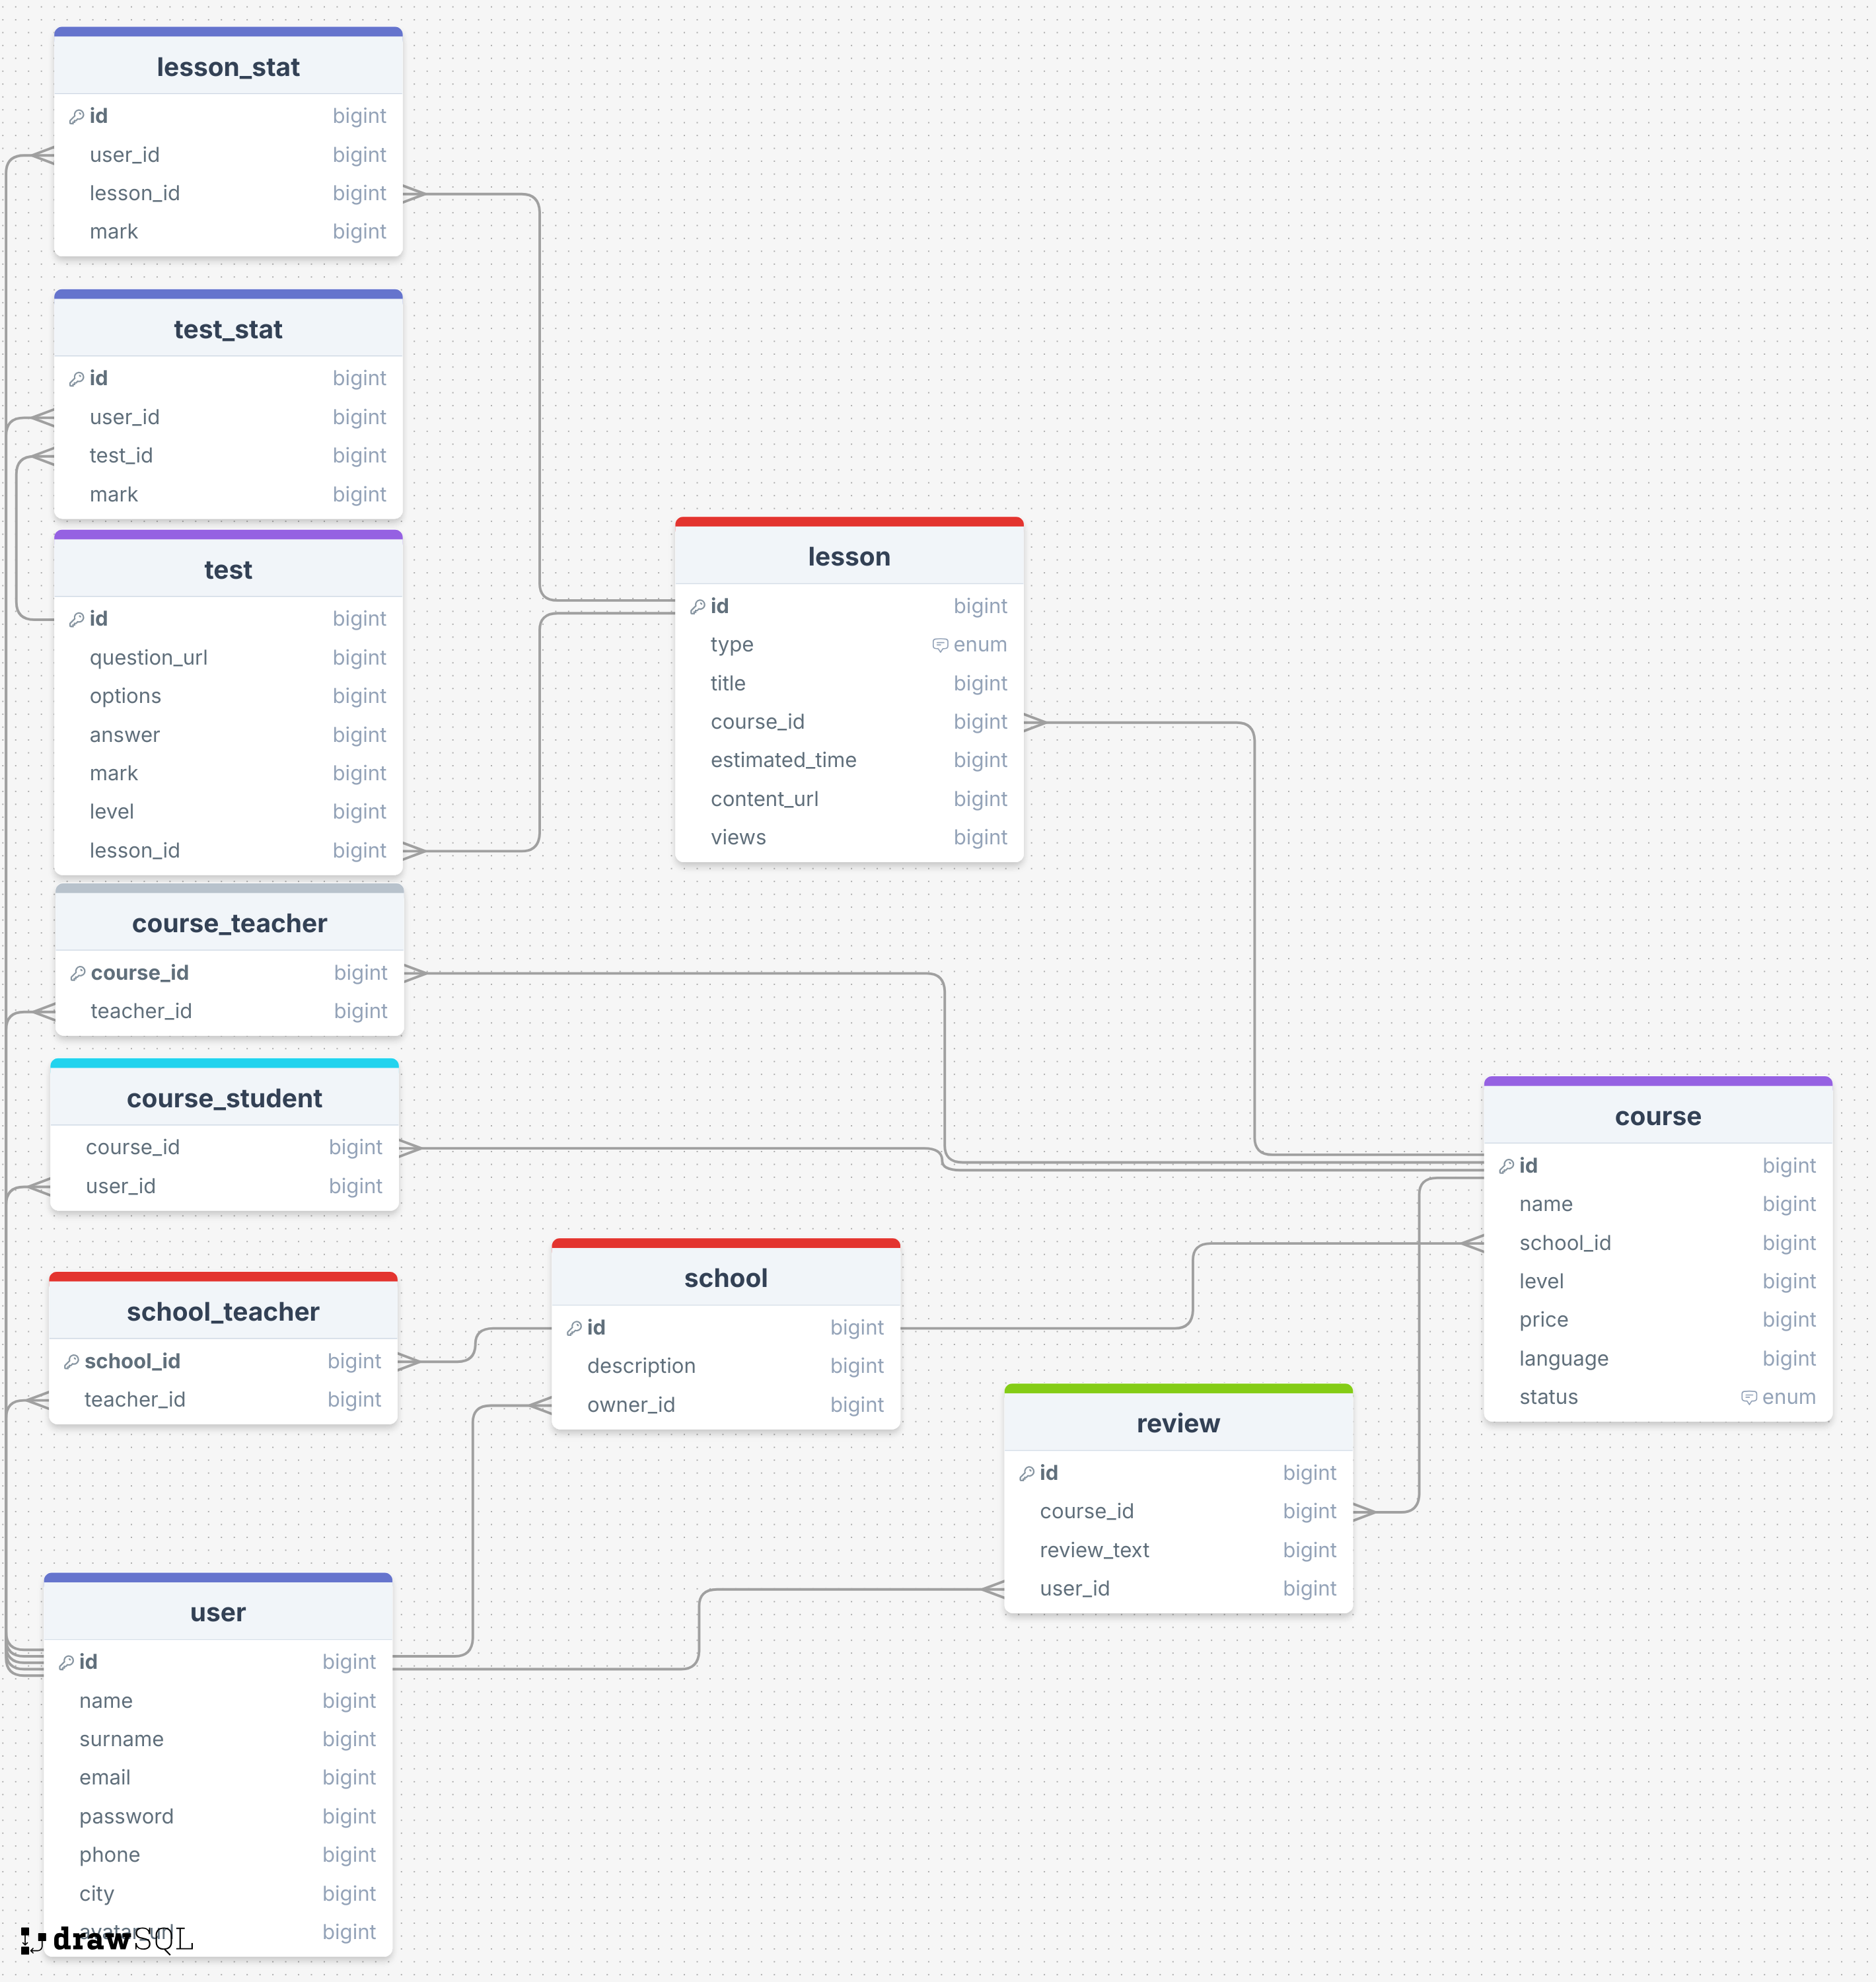 lesson_stat
id bigint
user_id bigint
lesson_id bigint
mark bigint
test_stat
id bigint
user_id bigint
test_id bigint
mark bigint
test
id bigint
question_url bigint
options bigint
answer bigint
mark bigint
level bigint
lesson_id bigint
lesson
id bigint
type enum
title bigint
course_id bigint
estimated_time bigint
content_url bigint
views bigint
course_teacher
course_id bigint
teacher_id bigint
course_student
course_id bigint
user_id bigint
course
id bigint
name bigint
school_id bigint
level bigint
price bigint
language bigint
status enum
school_teacher
school_id bigint
teacher_id bigint
school
id bigint
description bigint
owner_id bigint
review
id bigint
course_id bigint
review_text bigint
user_id bigint
user
id bigint
name bigint
surname bigint
email bigint
password bigint
phone bigint
city bigint
avatar_url bigint
drawSQL